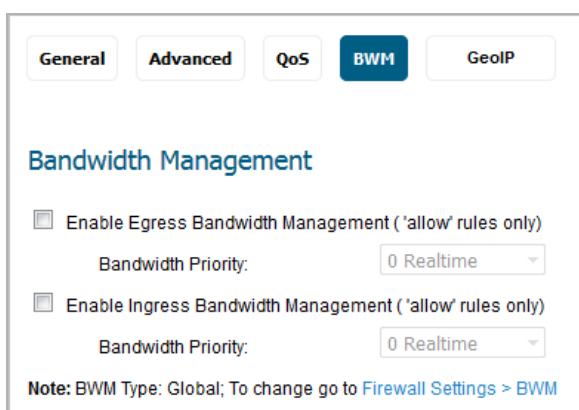 General Advanced QoS BWM GeoIP
Bandwidth Management
Enable Egress Bandwidth Management ( 'allow' rules only)
Bandwidth Priority: 0 Realtime
Enable Ingress Bandwidth Management ( 'allow' rules only)
Bandwidth Priority: 0 Realtime
Note: BWM Type: Global; To change go to Firewall Settings > BWM